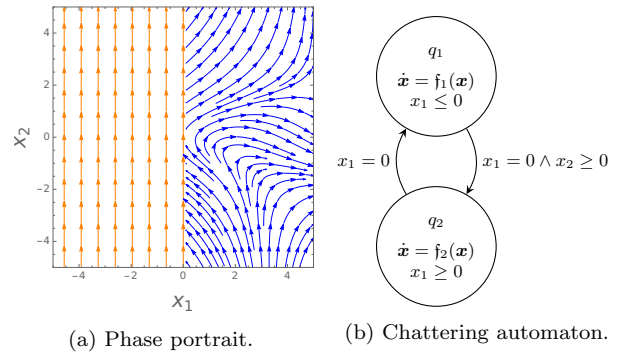 4
2
0
−2
−4
x₂
−4 −2 0 2 4
x₁
(a) Phase portrait.
q₁
ẋ = 𝔣₁(x)
x₁ ≤ 0
x₁ = 0
x₁ = 0 ∧ x₂ ≥ 0
q₂
ẋ = 𝔣₂(x)
x₁ ≥ 0
(b) Chattering automaton.